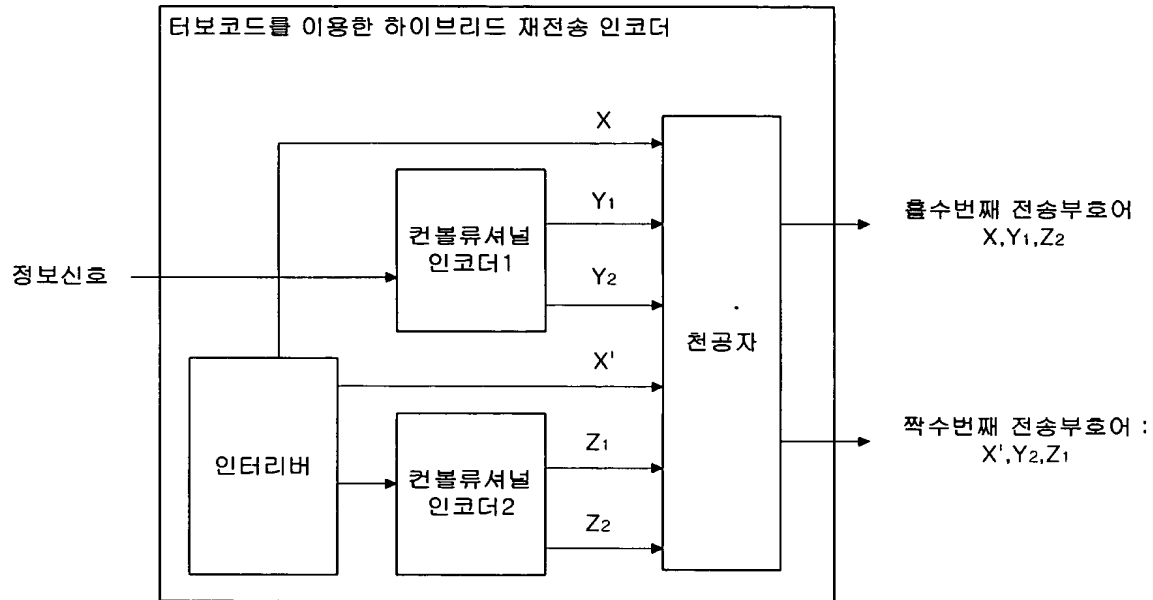 터보코드를 이용한 하이브리드 재전송 인코더
X
Y1
컨볼류셔널
인코더1
Y2
정보신호
홀수번째 전송부호어
X,Y1,Z2
천공자
X'
인터리버
컨볼류셔널
인코더2
Z1
Z2
짝수번째 전송부호어 :
X',Y2,Z1